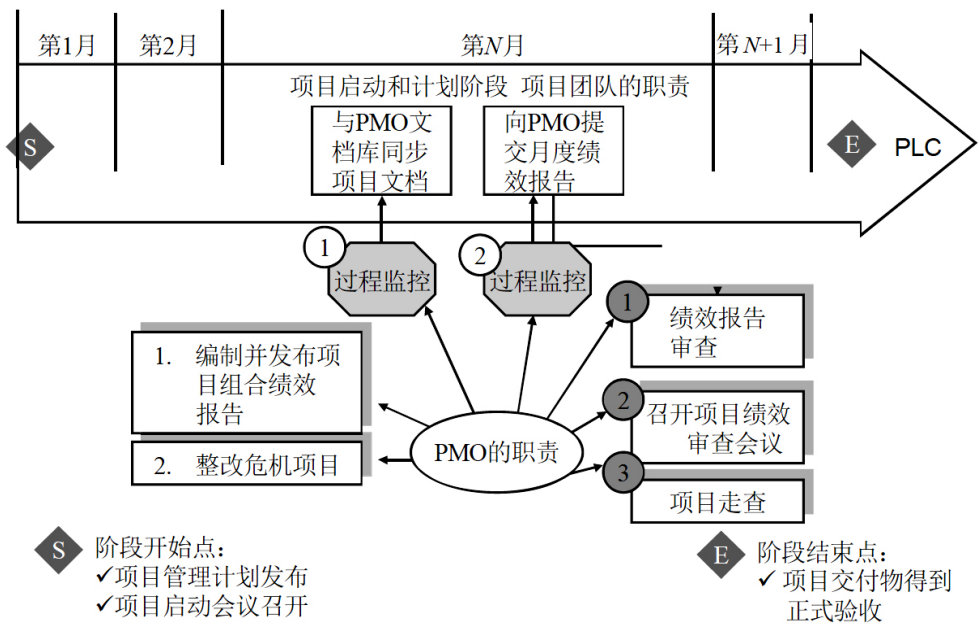 第1月
第2月
第N月
第 N+1 月
项目启动和计划阶段 项目团队的职责
与PMO文
档库同步
项目文档
向PMO提
交月度绩
效报告
S
E
PLC
1
过程监控
2
过程监控
1
绩效报告
审查
1. 编制并发布项
目组合绩效
报告
2
召开项目绩效
审查会议
PMO的职责
2. 整改危机项目
3
项目走查
S
阶段开始点：
✓项目管理计划发布
✓项目启动会议召开
E
阶段结束点：
✓ 项目交付物得到
正式验收